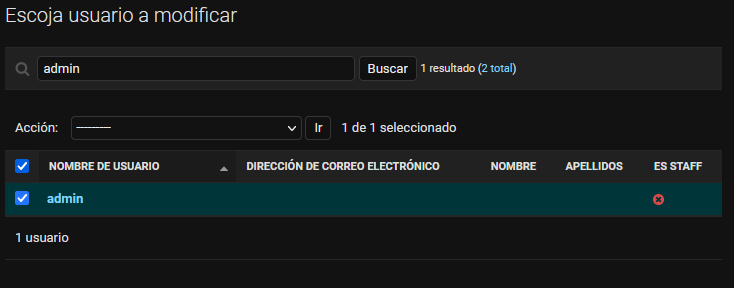 Escoja usuario a modificar
admin Buscar 1 resultado (2 total)
Acción: --------- Ir 1 de 1 seleccionado
NOMBRE DE USUARIO DIRECCIÓN DE CORREO ELECTRÓNICO NOMBRE APELLIDOS ES STAFF
admin
1 usuario